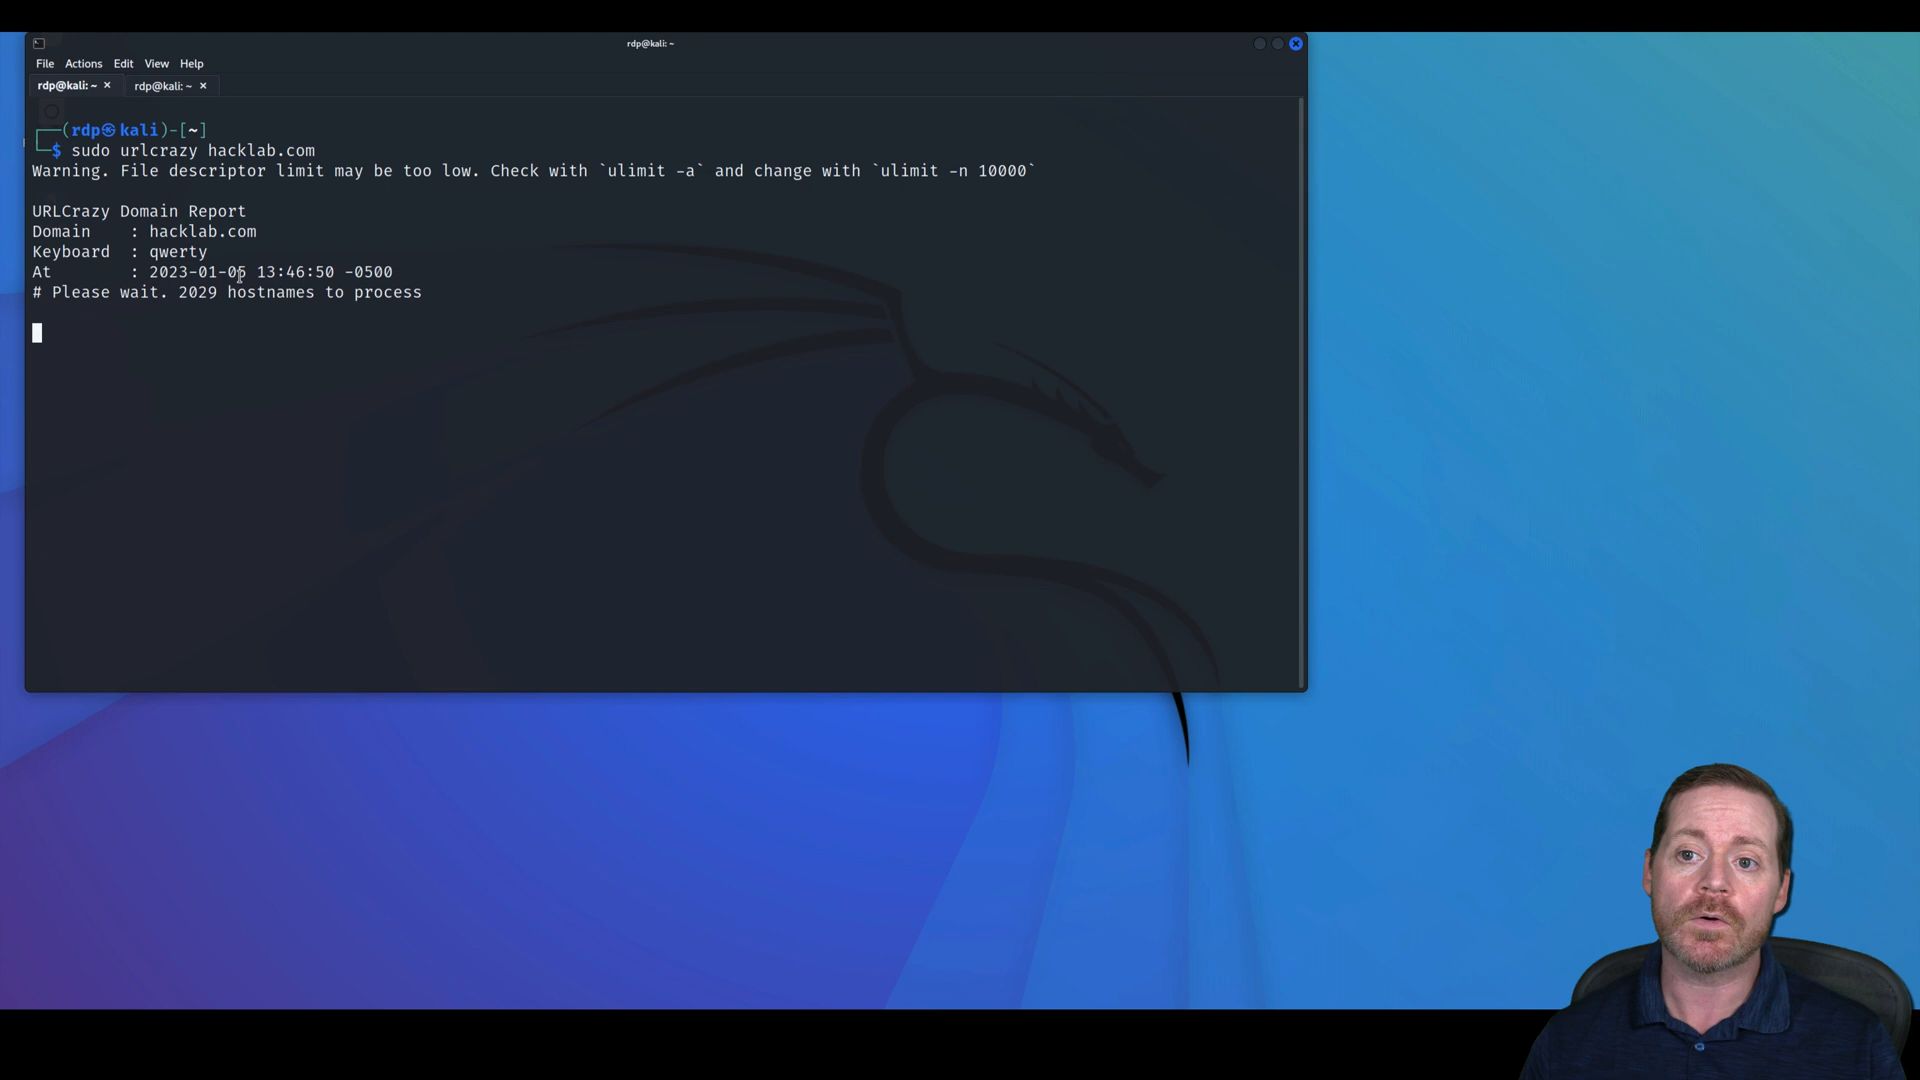 rdp@kali: ~
File Actions Edit View Help
rdp@kali: ~ × rdp@kali: ~ ×
┌──(rdp㉿kali)-[~]
└─$ sudo urlcrazy hacklab.com
Warning. File descriptor limit may be too low. Check with `ulimit -a` and change with `ulimit -n 10000`
URLCrazy Domain Report
Domain : hacklab.com
Keyboard : qwerty
At : 2023-01-05 13:46:50 -0500
# Please wait. 2029 hostnames to process